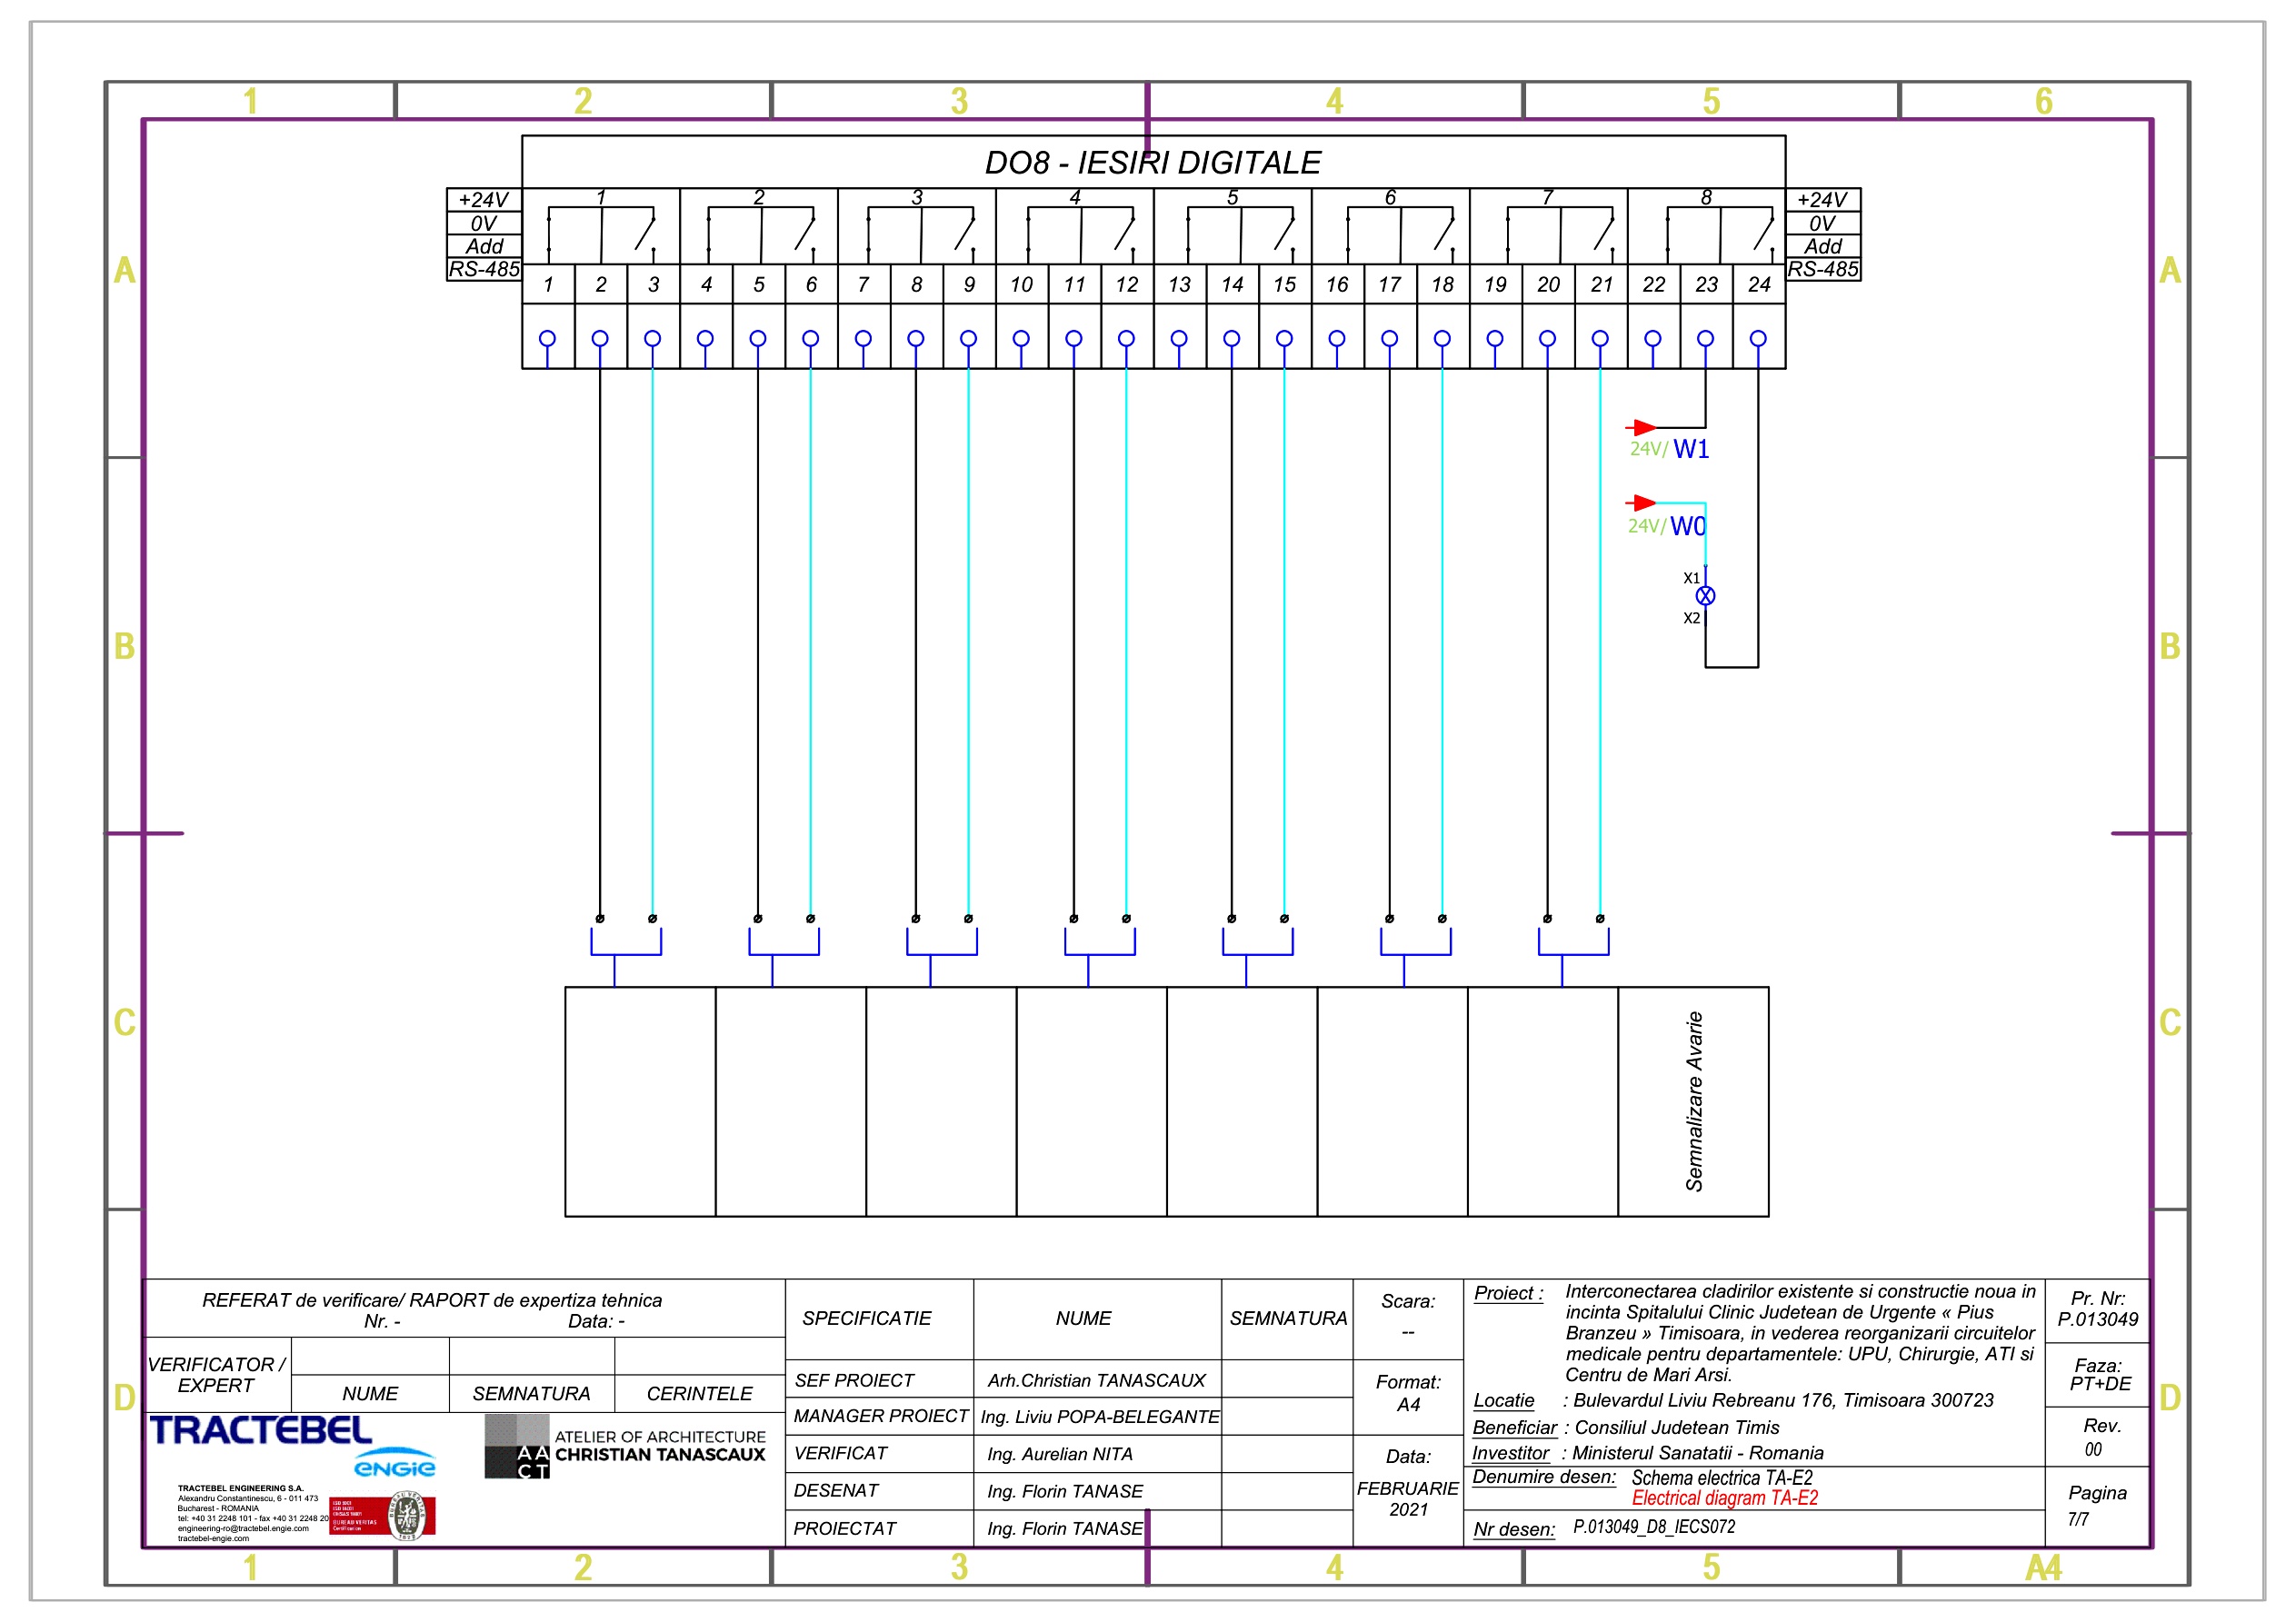 1 2 3 4 5 6
DO8 - IESIRI DIGITALE
+24V 1 2 3 4 5 6 7 8 +24V
0V 0V
Add Add
RS-485 RS-485
1 2 3 4 5 6 7 8 9 10 11 12 13 14 15 16 17 18 19 20 21 22 23 24
A A
24V/ W1
24V/ W0
X1
X2
B B
C C
Semnalizare Avarie
REFERAT de verificare/ RAPORT de expertiza tehnica
Nr. - Data: -
VERIFICATOR /
EXPERT
NUME SEMNATURA CERINTELE
TRACTEBEL
ENGIE
AACT
ATELIER OF ARCHITECTURE
CHRISTIAN TANASCAUX
TRACTEBEL ENGINEERING S.A.
Alexandru Constantinescu, 6 - 011 473
Bucharest - ROMANIA
tel: +40 31 2248 101 - fax +40 31 2248 20
engineering-ro@tractebel.engie.com
tractebel-engie.com
BUREAU VERITAS
Certification
SPECIFICATIE NUME SEMNATURA
SEF PROIECT Arh.Christian TANASCAUX
MANAGER PROIECT Ing. Liviu POPA-BELEGANTE
VERIFICAT Ing. Aurelian NITA
DESENAT Ing. Florin TANASE
PROIECTAT Ing. Florin TANASE
Scara:
--
Format:
A4
Data:
FEBRUARIE
2021
Proiect : Interconectarea cladirilor existente si constructie noua in
incinta Spitalului Clinic Judetean de Urgente « Pius
Branzeu » Timisoara, in vederea reorganizarii circuitelor
medicale pentru departamentele: UPU, Chirurgie, ATI si
Centru de Mari Arsi.
Locatie : Bulevardul Liviu Rebreanu 176, Timisoara 300723
Beneficiar : Consiliul Judetean Timis
Investitor : Ministerul Sanatatii - Romania
Denumire desen: Schema electrica TA-E2
Electrical diagram TA-E2
Nr desen: P.013049_D8_IECS072
Pr. Nr:
P.013049
Faza:
PT+DE
Rev.
00
Pagina
7/7
D D
1 2 3 4 5 A4